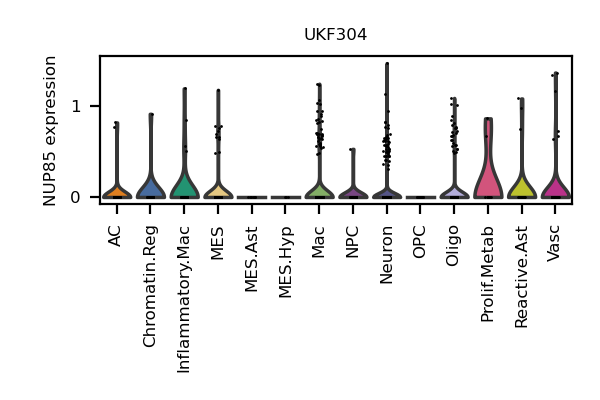 UKF304
NUP85 expression
1
0
AC
Chromatin.Reg
Inflammatory.Mac
MES
MES.Ast
MES.Hyp
Mac
NPC
Neuron
OPC
Oligo
Prolif.Metab
Reactive.Ast
Vasc